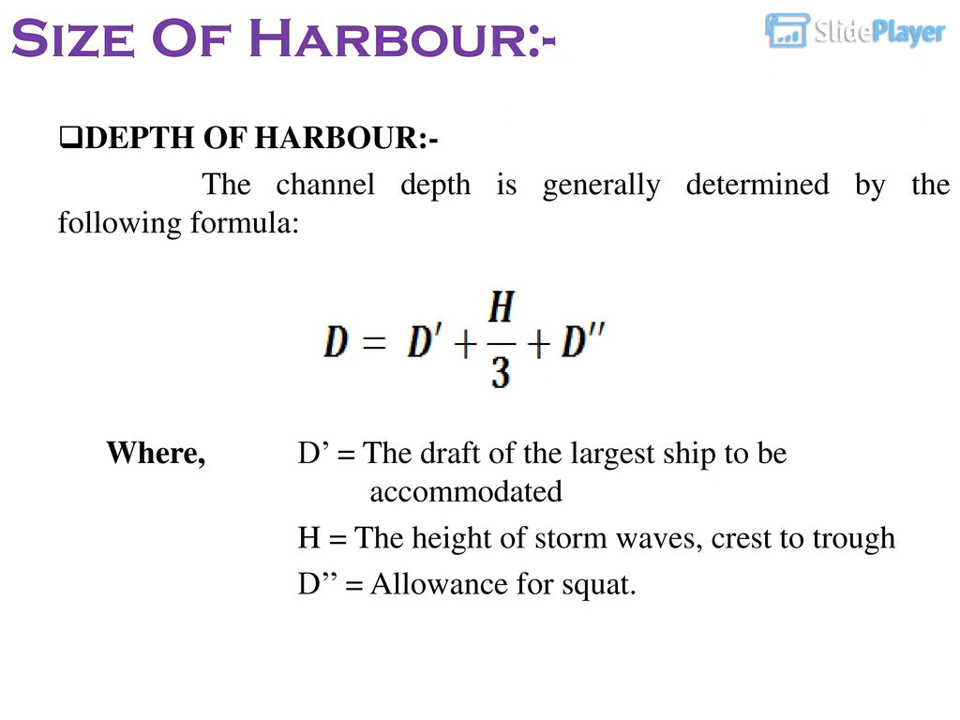 SIZE OF HARBOUR:-
SlidePlayer
❑DEPTH OF HARBOUR:-
The channel depth is generally determined by the
following formula:
D = D′ + H/3 + D′′
Where, D’ = The draft of the largest ship to be
accommodated
H = The height of storm waves, crest to trough
D’’ = Allowance for squat.